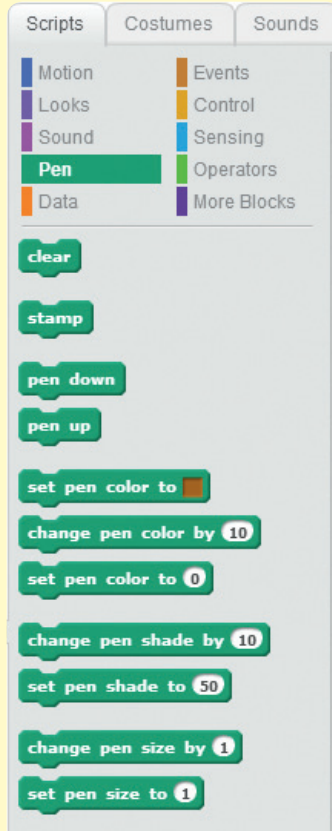 Scripts Costumes Sounds
Motion Events
Looks Control
Sound Sensing
Pen Operators
Data More Blocks
clear
stamp
pen down
pen up
set pen color to
change pen color by 10
set pen color to 0
change pen shade by 10
set pen shade to 50
change pen size by 1
set pen size to 1